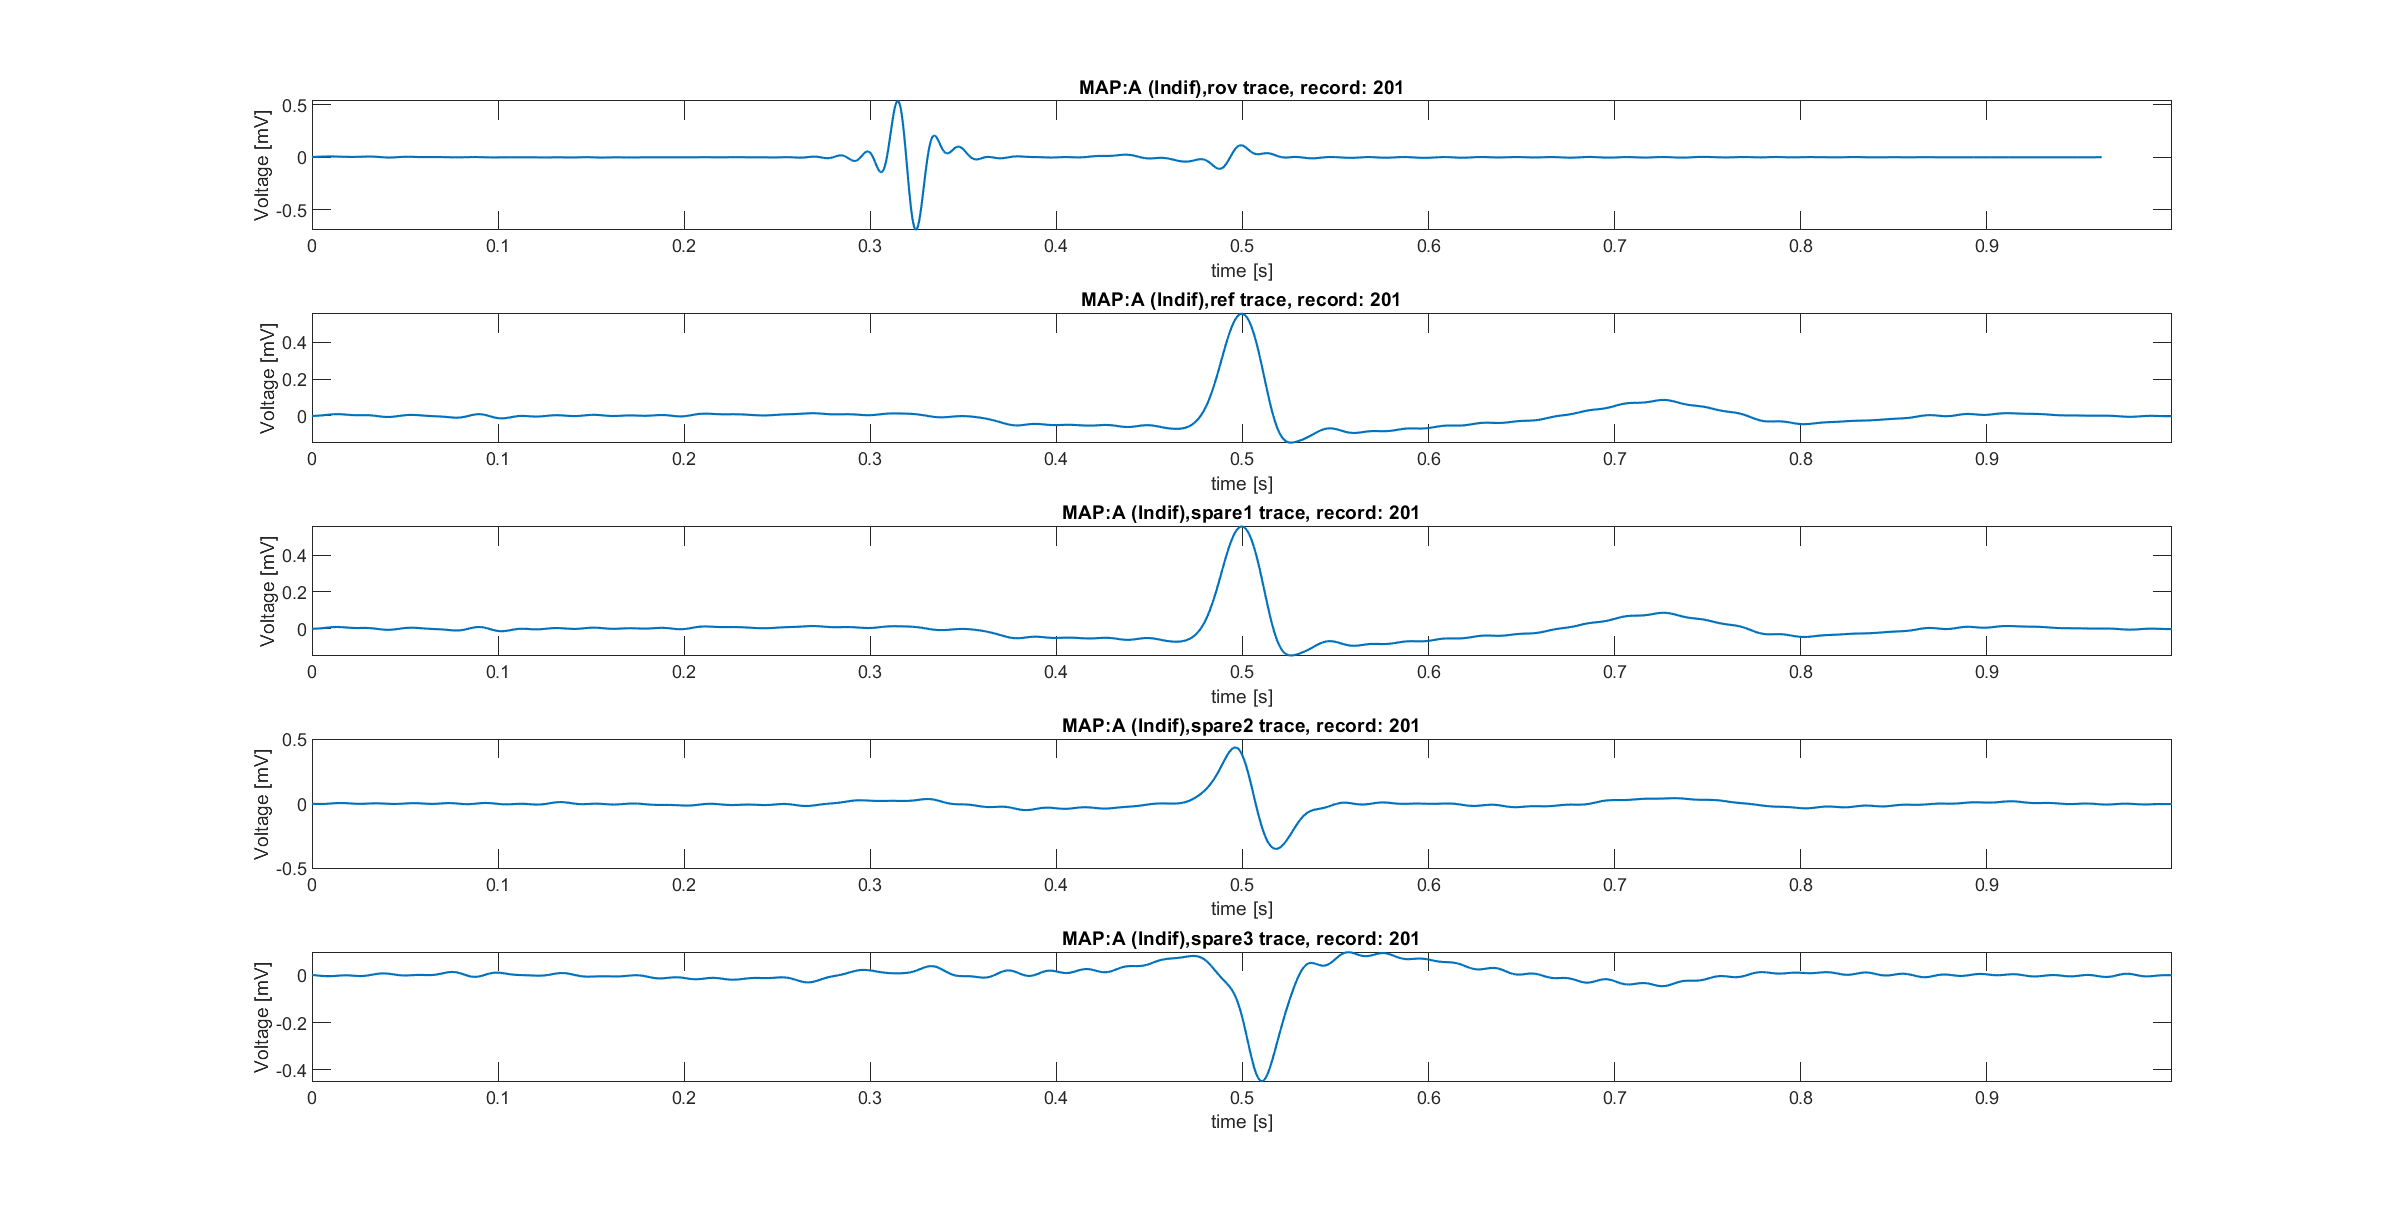 MAP:A (Indif),rov trace, record: 201
Voltage [mV]
0.5
0
-0.5
0 0.1 0.2 0.3 0.4 0.5 0.6 0.7 0.8 0.9
time [s]
MAP:A (Indif),ref trace, record: 201
Voltage [mV]
0.4
0.2
0
0 0.1 0.2 0.3 0.4 0.5 0.6 0.7 0.8 0.9
time [s]
MAP:A (Indif),spare1 trace, record: 201
Voltage [mV]
0.4
0.2
0
0 0.1 0.2 0.3 0.4 0.5 0.6 0.7 0.8 0.9
time [s]
MAP:A (Indif),spare2 trace, record: 201
Voltage [mV]
0.5
0
-0.5
0 0.1 0.2 0.3 0.4 0.5 0.6 0.7 0.8 0.9
time [s]
MAP:A (Indif),spare3 trace, record: 201
Voltage [mV]
0
-0.2
-0.4
0 0.1 0.2 0.3 0.4 0.5 0.6 0.7 0.8 0.9
time [s]